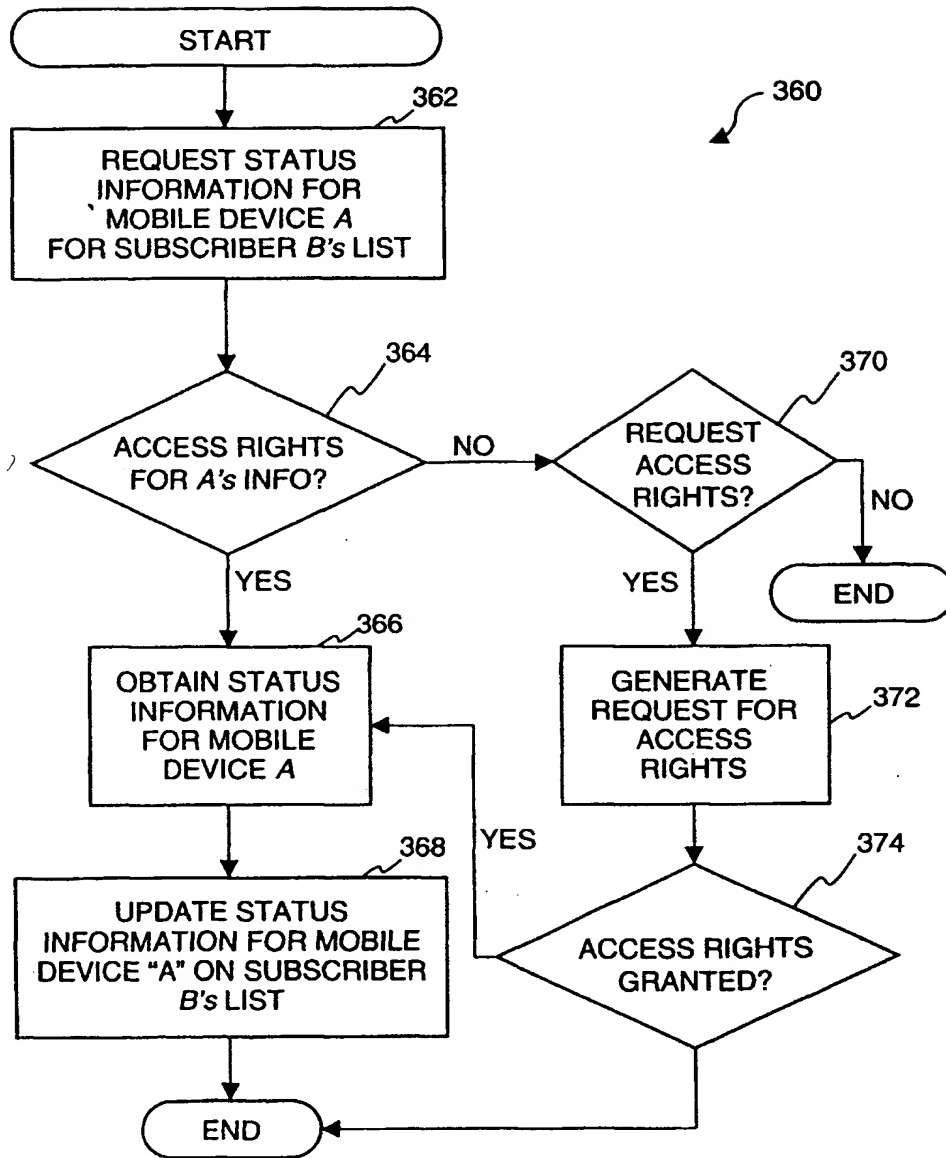 START
360
362
REQUEST STATUS
INFORMATION FOR
MOBILE DEVICE A
FOR SUBSCRIBER B's LIST
364
ACCESS RIGHTS
FOR A's INFO?
NO
370
REQUEST
ACCESS
RIGHTS?
NO
END
YES
YES
366
OBTAIN STATUS
INFORMATION
FOR MOBILE
DEVICE A
GENERATE
REQUEST FOR
ACCESS
RIGHTS
372
YES
368
UPDATE STATUS
INFORMATION FOR MOBILE
DEVICE "A" ON SUBSCRIBER
B's LIST
374
ACCESS RIGHTS
GRANTED?
END